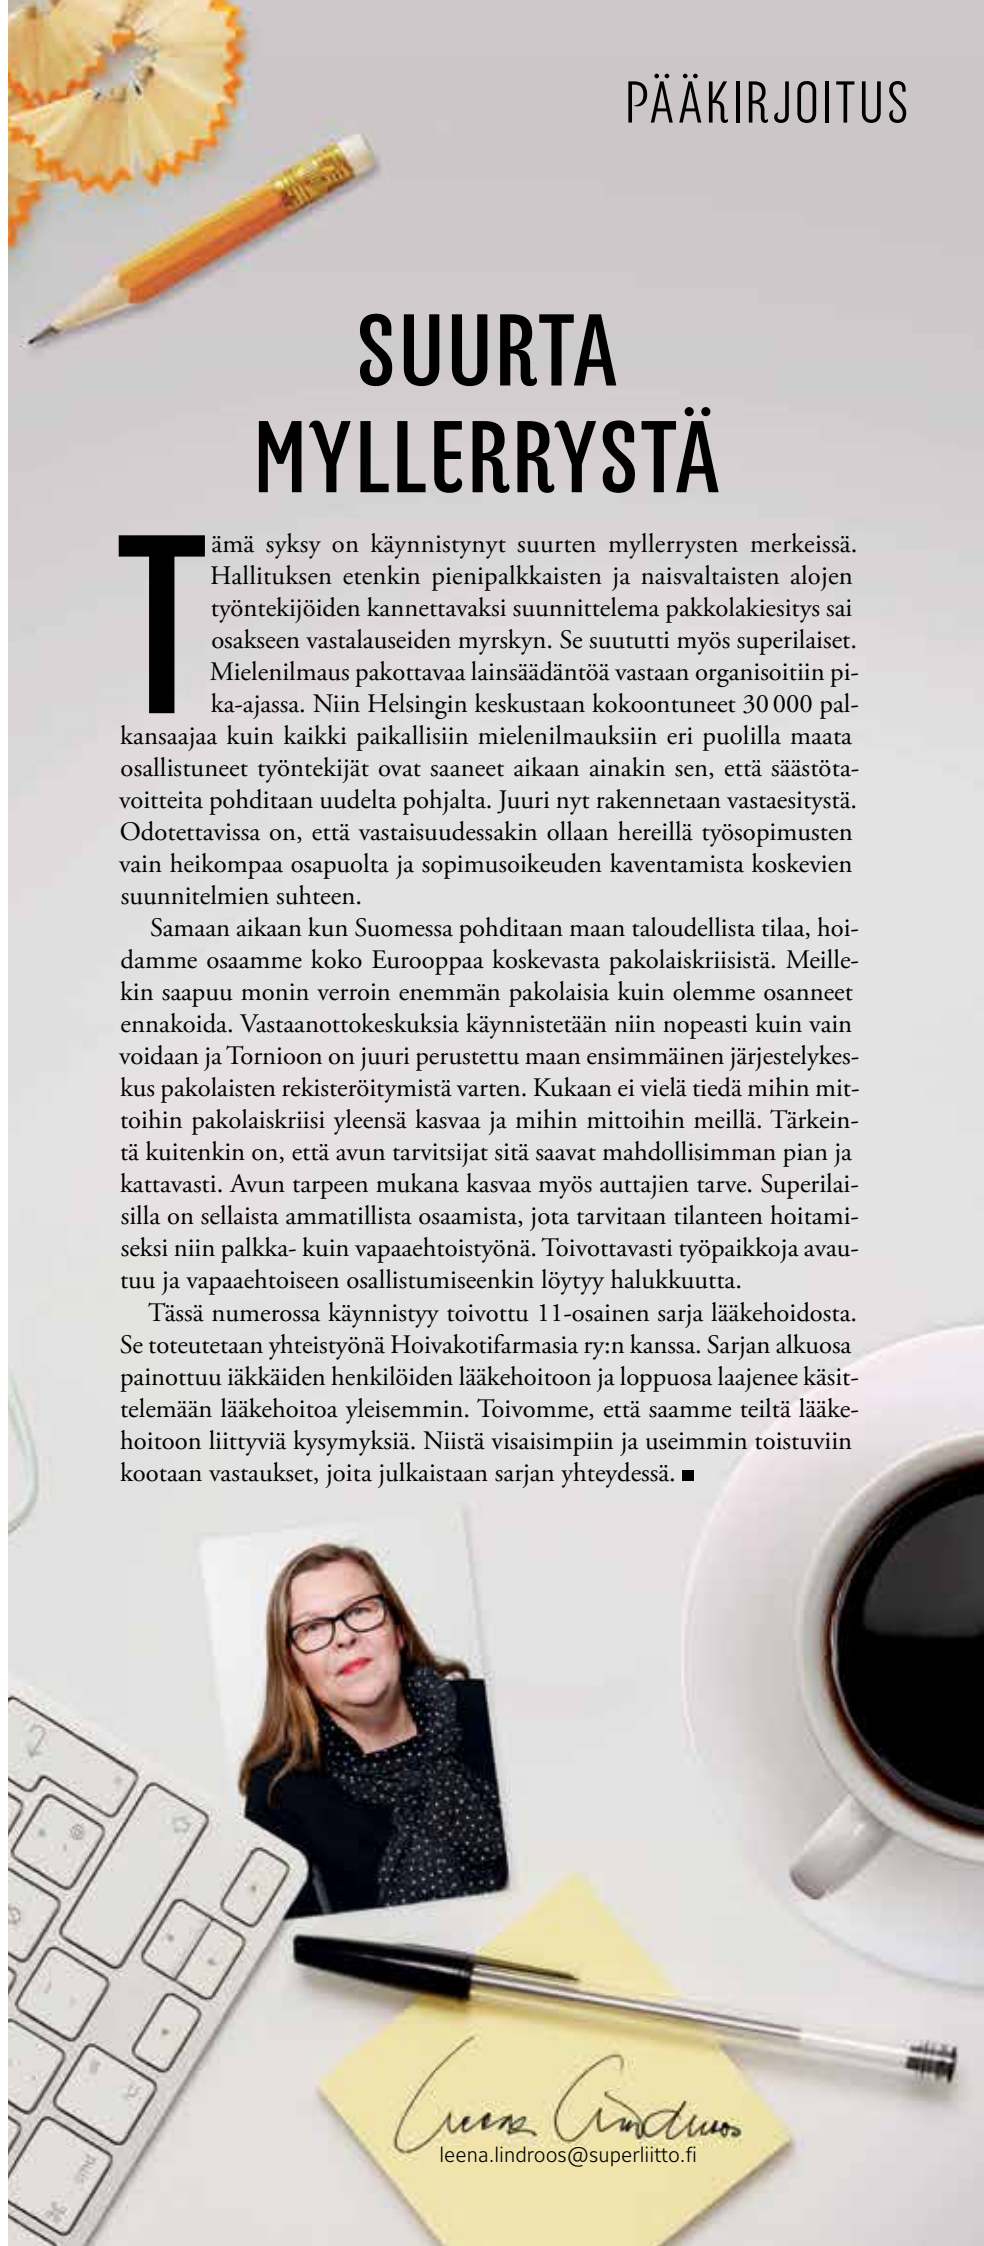 PÄÄKIRJOITUS
SUURTA
MYLLERRYSTÄ
Tämä syksy on käynnistynyt suurten myllerrysten merkeissä.
Hallituksen etenkin pienipalkkaisten ja naisvaltaisten alojen
työntekijöiden kannettavaksi suunnittelema pakkolakiesitys sai
osakseen vastalauseiden myrskyn. Se suututti myös superilaiset.
Mielenilmaus pakottavaa lainsäädäntöä vastaan organisoitiin pi-
ka-ajassa. Niin Helsingin keskustaan kokoontuneet 30 000 pal-
kansaajaa kuin kaikki paikallisiin mielenilmauksiin eri puolilla maata
osallistuneet työntekijät ovat saaneet aikaan ainakin sen, että säästöta-
voitteita pohditaan uudelta pohjalta. Juuri nyt rakennetaan vastaesitystä.
Odotettavissa on, että vastaisuudessakin ollaan hereillä työsopimusten
vain heikompaa osapuolta ja sopimusoikeuden kaventamista koskevien
suunnitelmien suhteen.
Samaan aikaan kun Suomessa pohditaan maan taloudellista tilaa, hoi-
damme osaamme koko Eurooppaa koskevasta pakolaiskriisistä. Meille-
kin saapuu monin verroin enemmän pakolaisia kuin olemme osanneet
ennakoida. Vastaanottokeskuksia käynnistetään niin nopeasti kuin vain
voidaan ja Tornioon on juuri perustettu maan ensimmäinen järjestelykes-
kus pakolaisten rekisteröitymistä varten. Kukaan ei vielä tiedä mihin mit-
toihin pakolaiskriisi yleensä kasvaa ja mihin mittoihin meillä. Tärkein-
tä kuitenkin on, että avun tarvitsijat sitä saavat mahdollisimman pian ja
kattavasti. Avun tarpeen mukana kasvaa myös auttajien tarve. Superilai-
silla on sellaista ammatillista osaamista, jota tarvitaan tilanteen hoitami-
seksi niin palkka- kuin vapaaehtoistyönä. Toivottavasti työpaikkoja avau-
tuu ja vapaaehtoiseen osallistumiseenkin löytyy halukkuutta.
Tässä numerossa käynnistyy toivottu 11-osainen sarja lääkehoidosta.
Se toteutetaan yhteistyönä Hoivakotifarmasia ry:n kanssa. Sarjan alkuosa
painottuu iäkkäiden henkilöiden lääkehoitoon ja loppuosa laajenee käsit-
telemään lääkehoitoa yleisemmin. Toivomme, että saamme teiltä lääke-
hoitoon liittyviä kysymyksiä. Niistä visaisimpiin ja useimmin toistuviin
kootaan vastaukset, joita julkaistaan sarjan yhteydessä. ■
Leena Lindroos
leena.lindroos@superliitto.fi
cmd